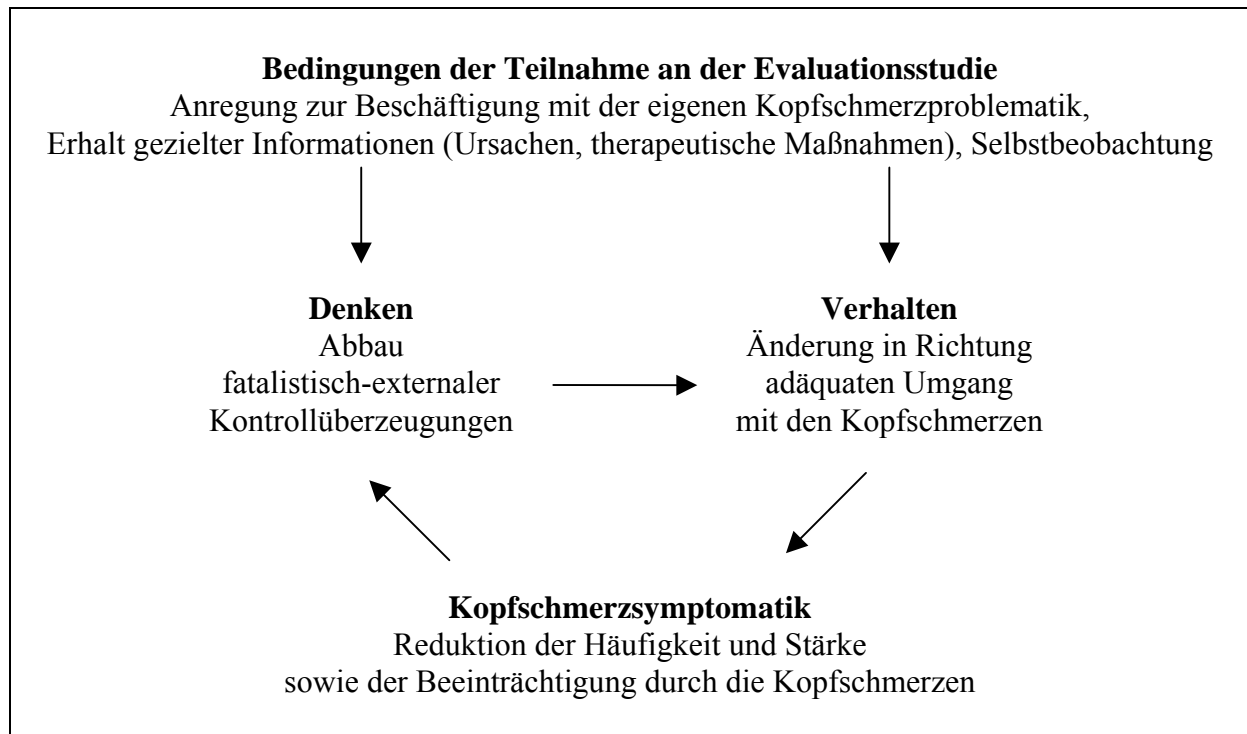 Bedingungen der Teilnahme an der Evaluationsstudie
Anregung zur Beschäftigung mit der eigenen Kopfschmerzproblematik,
Erhalt gezielter Informationen (Ursachen, therapeutische Maßnahmen), Selbstbeobachtung
Denken
Abbau
fatalistisch-externaler
Kontrollüberzeugungen
Verhalten
Änderung in Richtung
adäquaten Umgang
mit den Kopfschmerzen
Kopfschmerzsymptomatik
Reduktion der Häufigkeit und Stärke
sowie der Beeinträchtigung durch die Kopfschmerzen